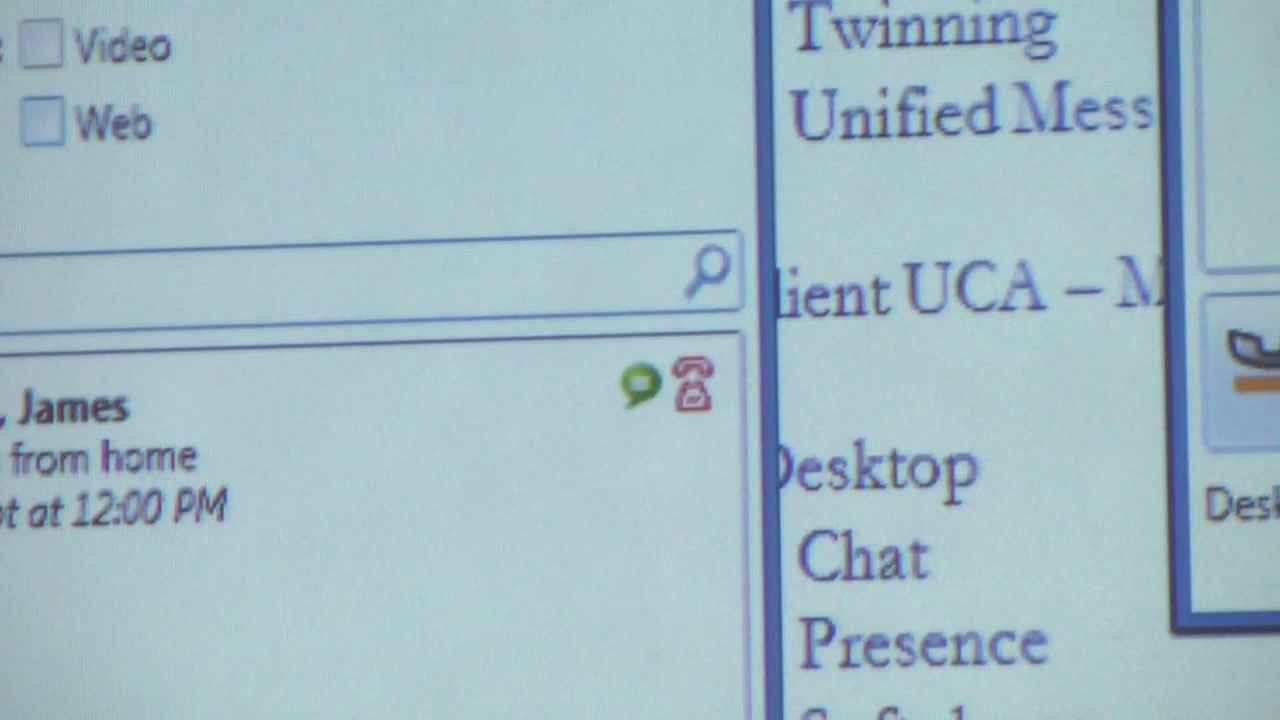 Video
Web
, James
from home
at 12:00 PM
Twinning
Unified Mess
lient UCA – M
Desktop
Chat
Presence
Des